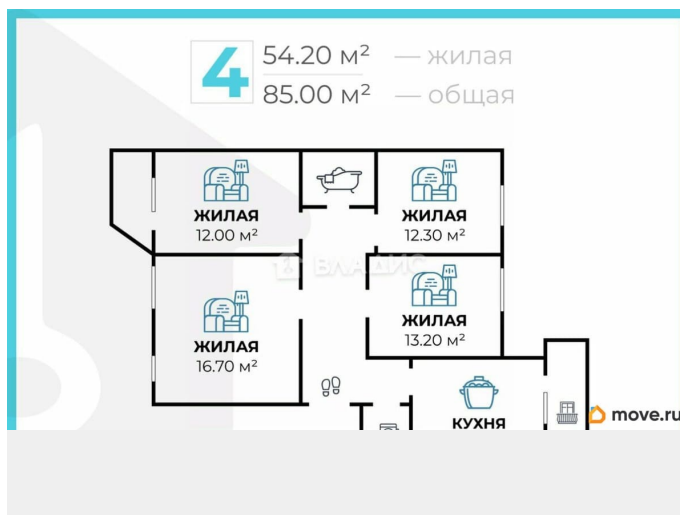 4
54.20 м² — жилая
85.00 м² — общая
ЖИЛАЯ
12.00 м²
ЖИЛАЯ
12.30 м²
ВЛАДИС
ЖИЛАЯ
16.70 м²
ЖИЛАЯ
13.20 м²
КУХНЯ
move.ru